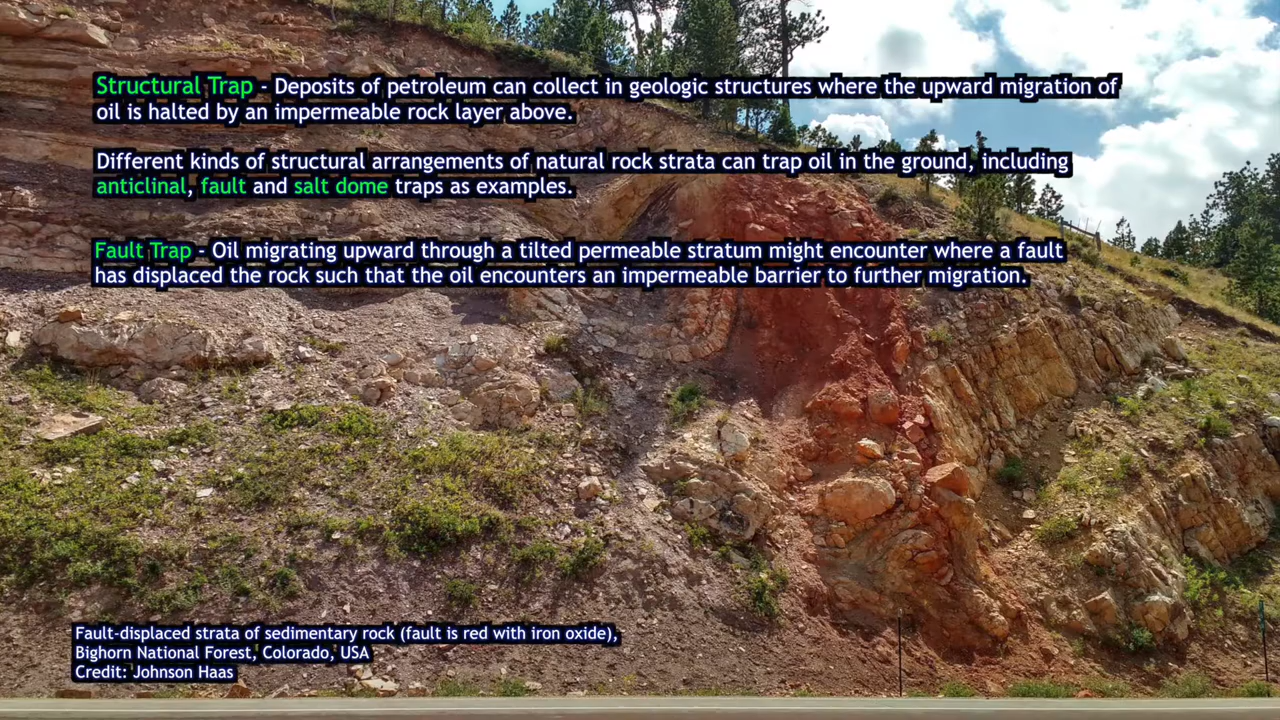 Structural Trap - Deposits of petroleum can collect in geologic structures where the upward migration of
oil is halted by an impermeable rock layer above.
Different kinds of structural arrangements of natural rock strata can trap oil in the ground, including
anticlinal, fault and salt dome traps as examples.
Fault Trap - Oil migrating upward through a tilted permeable stratum might encounter where a fault
has displaced the rock such that the oil encounters an impermeable barrier to further migration.
Fault-displaced strata of sedimentary rock (fault is red with iron oxide),
Bighorn National Forest, Colorado, USA
Credit: Johnson Haas